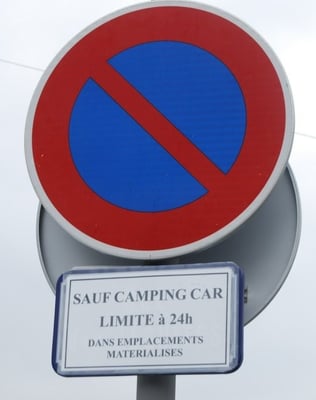 SAUF CAMPING CAR
LIMITE à 24h
DANS EMPLACEMENTS
MATERIALISES